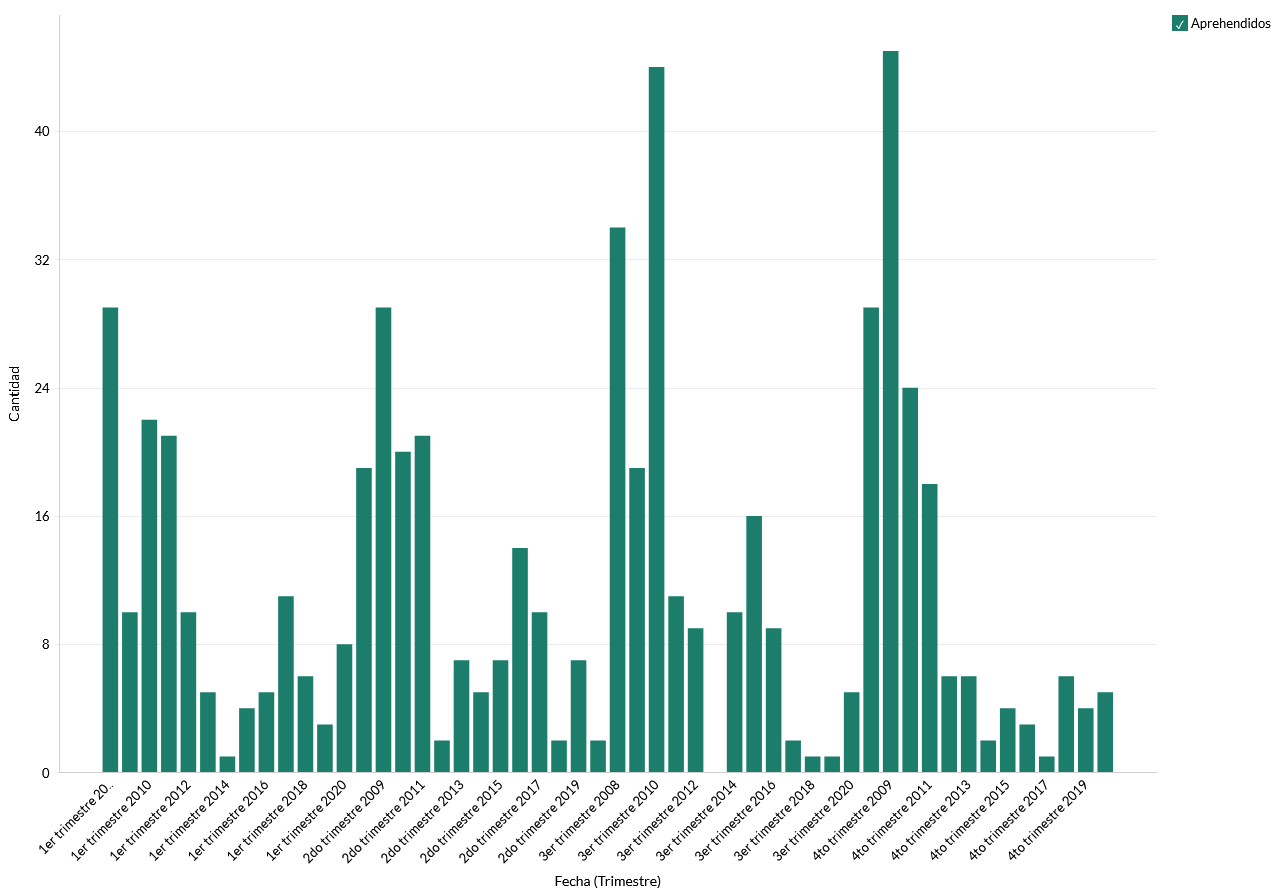 Aprehendidos
40
32
24
16
8
0
Cantidad
1er trimestre 20..
1er trimestre 2010
1er trimestre 2012
1er trimestre 2014
1er trimestre 2016
1er trimestre 2018
1er trimestre 2020
2do trimestre 2009
2do trimestre 2011
2do trimestre 2013
2do trimestre 2015
2do trimestre 2017
2do trimestre 2019
3er trimestre 2008
3er trimestre 2010
3er trimestre 2012
3er trimestre 2014
3er trimestre 2016
3er trimestre 2018
3er trimestre 2020
4to trimestre 2009
4to trimestre 2011
4to trimestre 2013
4to trimestre 2015
4to trimestre 2017
4to trimestre 2019
Fecha (Trimestre)